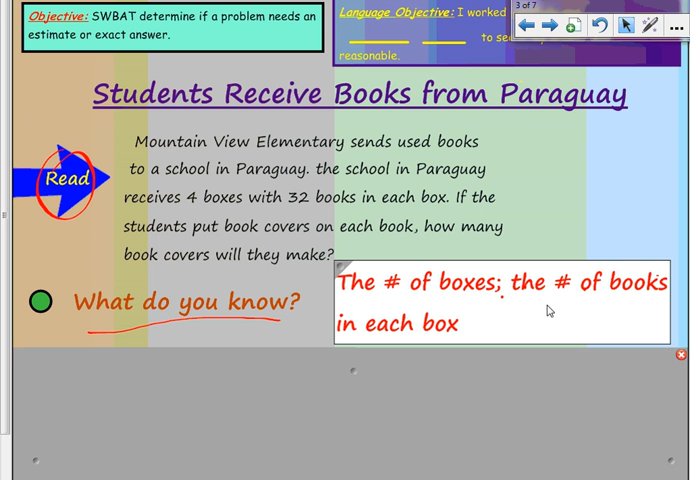 3 of 7
Objective: SWBAT determine if a problem needs an
estimate or exact answer.
Language Objective: I worked
to
reasonable.
Students Receive Books from Paraguay
Read
Mountain View Elementary sends used books
to a school in Paraguay. the school in Paraguay
receives 4 boxes with 32 books in each box. If the
students put book covers on each book, how many
book covers will they make?
What do you know?
The # of boxes; the # of books
in each box